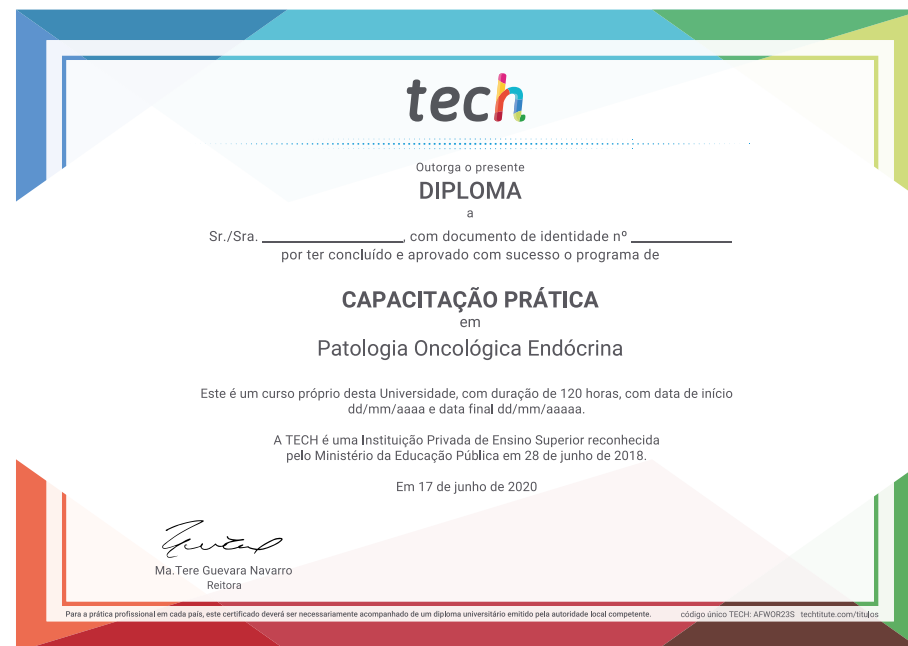 tech
Outorga o presente
DIPLOMA
a
Sr./Sra. ____________________, com documento de identidade nº ______________
por ter concluído e aprovado com sucesso o programa de
CAPACITAÇÃO PRÁTICA
em
Patologia Oncológica Endócrina
Este é um curso próprio desta Universidade, com duração de 120 horas, com data de início
dd/mm/aaaa e data final dd/mm/aaaaa.
A TECH é uma Instituição Privada de Ensino Superior reconhecida
pelo Ministério da Educação Pública em 28 de junho de 2018.
Em 17 de junho de 2020
Ma.Tere Guevara Navarro
Reitora
Para a prática profissional em cada país, este certificado deverá ser necessariamente acompanhado de um diploma universitário emitido pela autoridade local competente. código único TECH: AFWOR23S techtitute.com/titulos